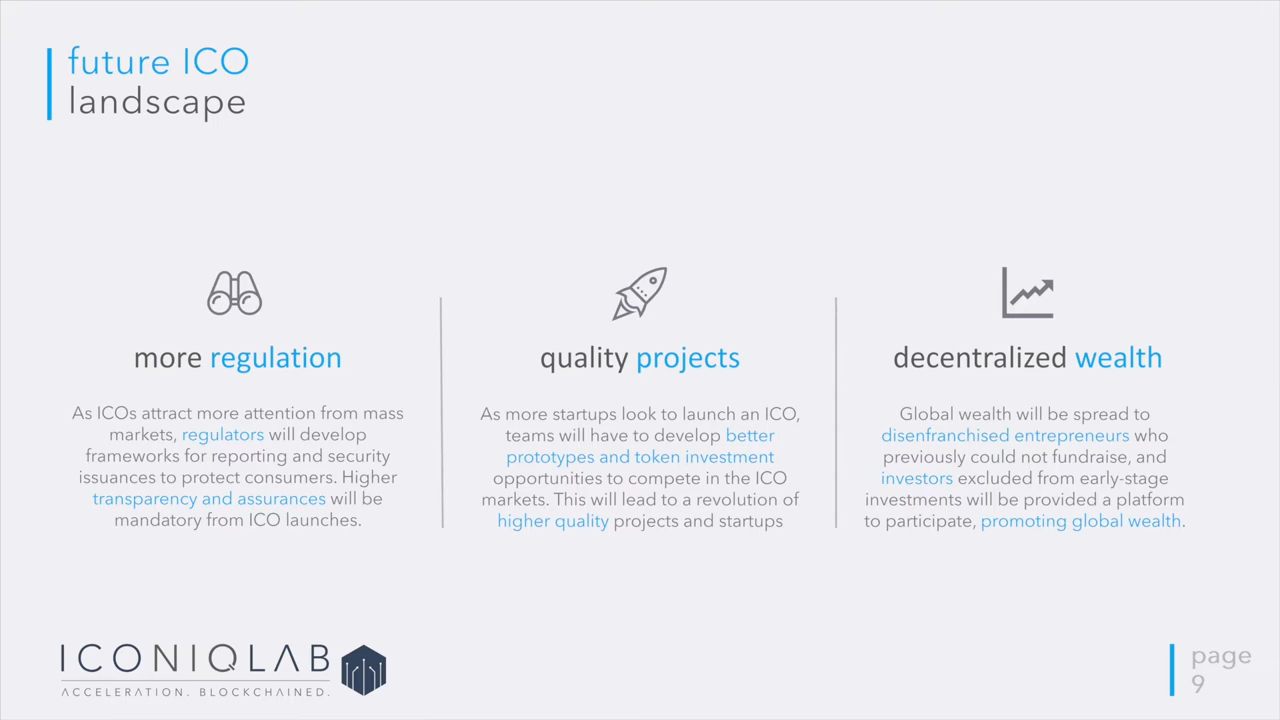 future ICO
landscape
more regulation
As ICOs attract more attention from mass
markets, regulators will develop
frameworks for reporting and security
issuances to protect consumers. Higher
transparency and assurances will be
mandatory from ICO launches.
quality projects
As more startups look to launch an ICO,
teams will have to develop better
prototypes and token investment
opportunities to compete in the ICO
markets. This will lead to a revolution of
higher quality projects and startups
decentralized wealth
Global wealth will be spread to
disenfranchised entrepreneurs who
previously could not fundraise, and
investors excluded from early-stage
investments will be provided a platform
to participate, promoting global wealth.
ICONIQLAB
ACCELERATION. BLOCKCHAINED.
page
9